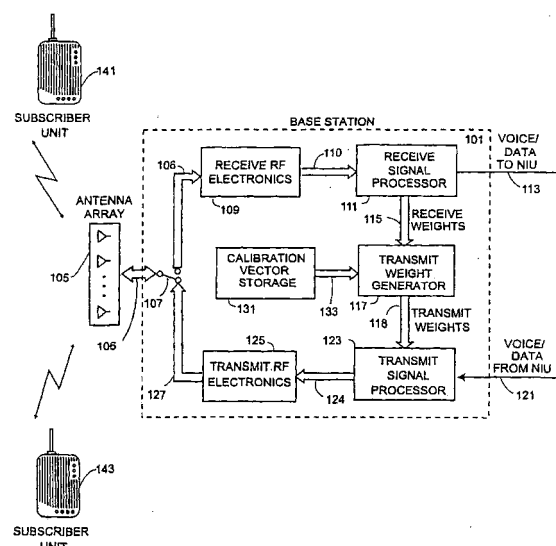 141
SUBSCRIBER
UNIT
BASE STATION
106
RECEIVE RF
ELECTRONICS
109
110
RECEIVE
SIGNAL
PROCESSOR
111
101
VOICE/
DATA
TO NIU
113
115
RECEIVE
WEIGHTS
ANTENNA
ARRAY
105
106
107
CALIBRATION
VECTOR
STORAGE
131
133
TRANSMIT
WEIGHT
GENERATOR
117
118
TRANSMIT
WEIGHTS
125
TRANSMIT RF
ELECTRONICS
127
124
123
TRANSMIT
SIGNAL
PROCESSOR
VOICE/
DATA
FROM NIU
121
143
SUBSCRIBER
UNIT